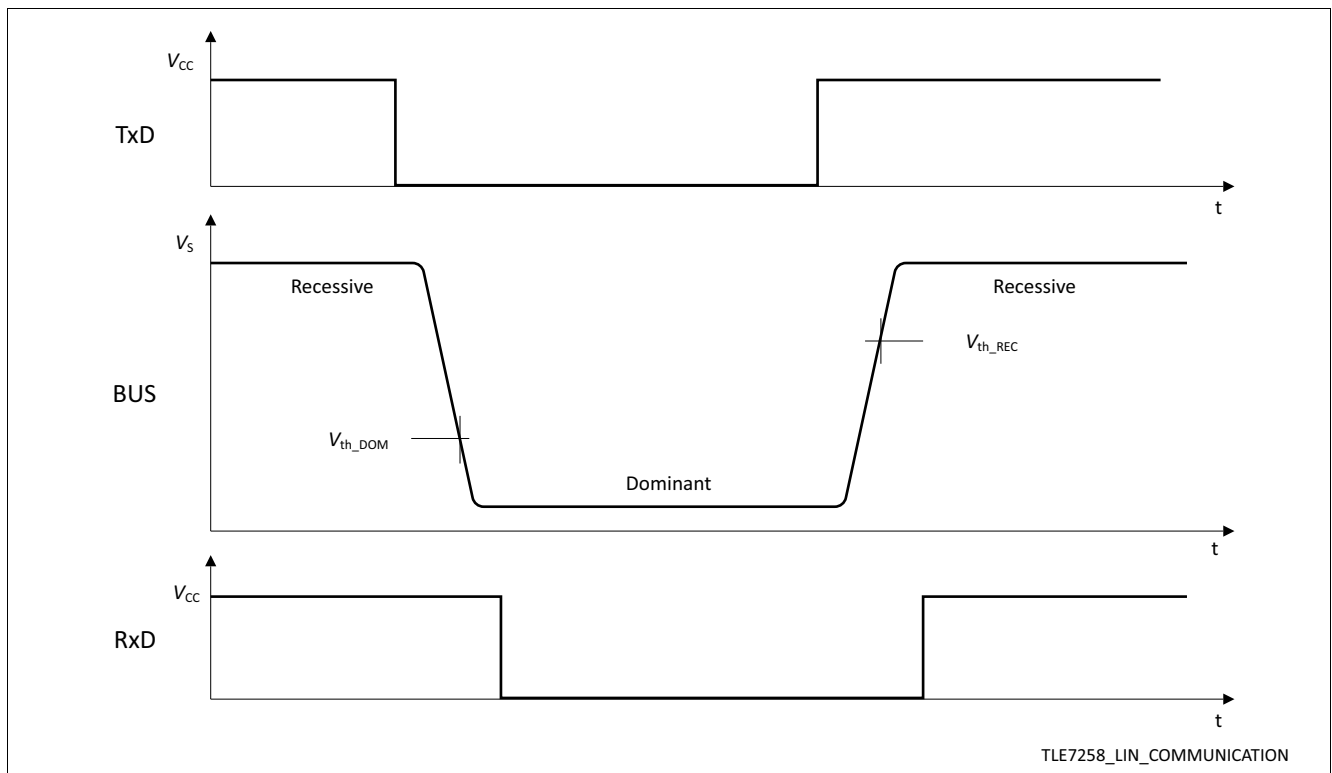 V_CC
TxD
t
V_S
Recessive
Recessive
V_th_REC
BUS
V_th_DOM
Dominant
t
V_CC
RxD
t
TLE7258_LIN_COMMUNICATION